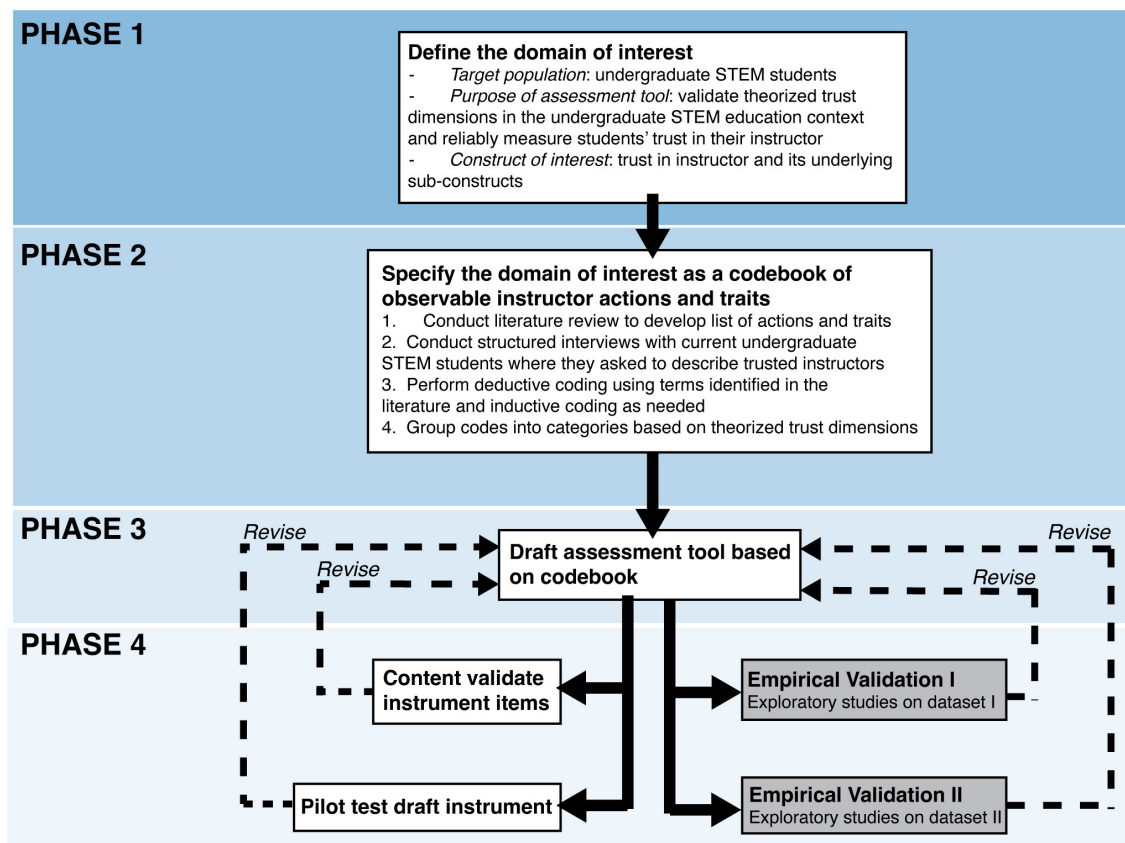 PHASE 1
Define the domain of interest
- Target population: undergraduate STEM students
- Purpose of assessment tool: validate theorized trust
dimensions in the undergraduate STEM education context
and reliably measure students' trust in their instructor
- Construct of interest: trust in instructor and its underlying
sub-constructs
PHASE 2
Specify the domain of interest as a codebook of
observable instructor actions and traits
1. Conduct literature review to develop list of actions and traits
2. Conduct structured interviews with current undergraduate
STEM students where they asked to describe trusted instructors
3. Perform deductive coding using terms identified in the
literature and inductive coding as needed
4. Group codes into categories based on theorized trust dimensions
PHASE 3
Revise
Revise
Draft assessment tool based
on codebook
Revise
Revise
PHASE 4
Content validate
instrument items
Empirical Validation I
Exploratory studies on dataset I
Pilot test draft instrument
Empirical Validation II
Exploratory studies on dataset II